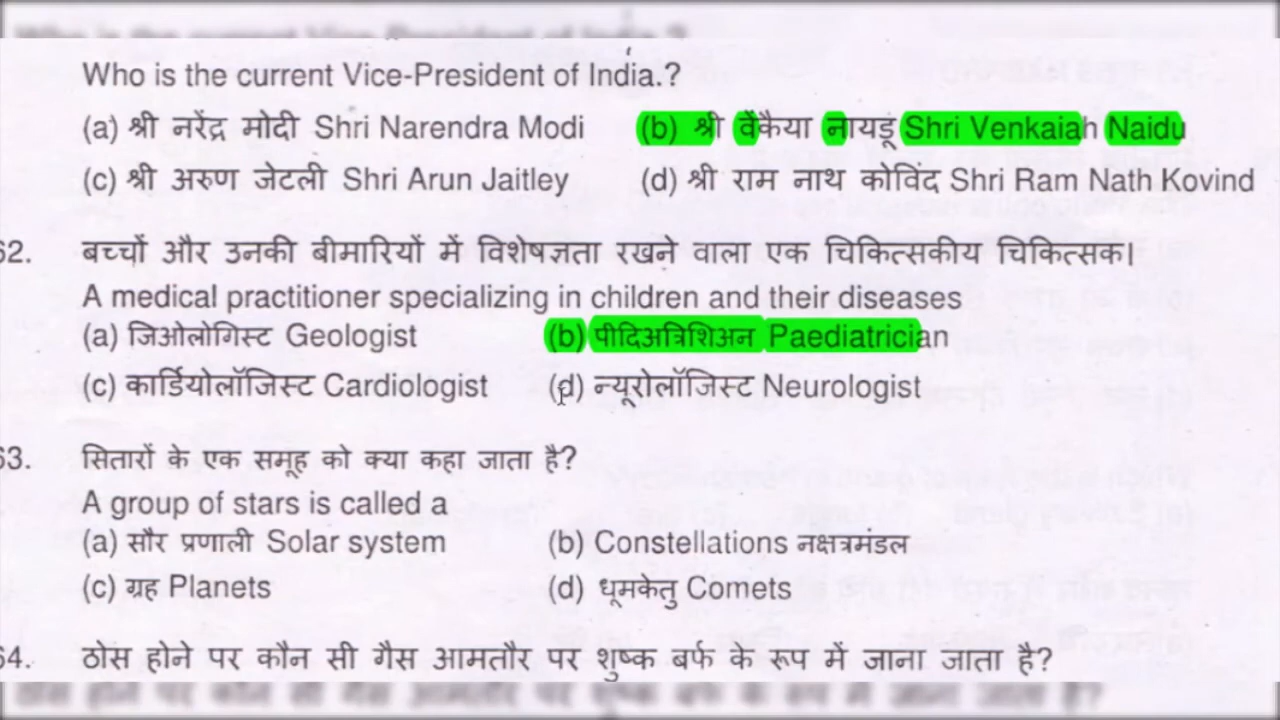 Who is the current Vice-President of India.?
(a) श्री नरेंद्र मोदी Shri Narendra Modi (b) श्री वेंकैया नायडूं Shri Venkaiah Naidu
(c) श्री अरुण जेटली Shri Arun Jaitley (d) श्री राम नाथ कोविंद Shri Ram Nath Kovind
62. बच्चों और उनकी बीमारियों में विशेषज्ञता रखने वाला एक चिकित्सकीय चिकित्सक।
A medical practitioner specializing in children and their diseases
(a) जिओलोगिस्ट Geologist (b) पीदिअत्रिशिअन Paediatrician
(c) कार्डियोलॉजिस्ट Cardiologist (d) न्यूरोलॉजिस्ट Neurologist
63. सितारों के एक समूह को क्या कहा जाता है?
A group of stars is called a
(a) सौर प्रणाली Solar system (b) Constellations नक्षत्रमंडल
(c) ग्रह Planets (d) धूमकेतु Comets
64. ठोस होने पर कौन सी गैस आमतौर पर शुष्क बर्फ के रूप में जाना जाता है?